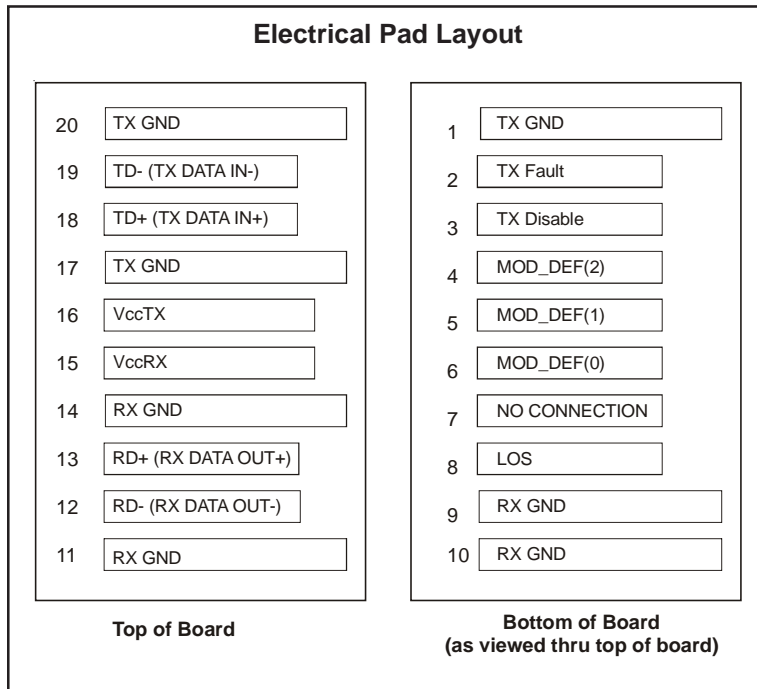 Electrical Pad Layout
20 TX GND
19 TD- (TX DATA IN-)
18 TD+ (TX DATA IN+)
17 TX GND
16 VccTX
15 VccRX
14 RX GND
13 RD+ (RX DATA OUT+)
12 RD- (RX DATA OUT-)
11 RX GND
Top of Board
1 TX GND
2 TX Fault
3 TX Disable
4 MOD_DEF(2)
5 MOD_DEF(1)
6 MOD_DEF(0)
7 NO CONNECTION
8 LOS
9 RX GND
10 RX GND
Bottom of Board
(as viewed thru top of board)